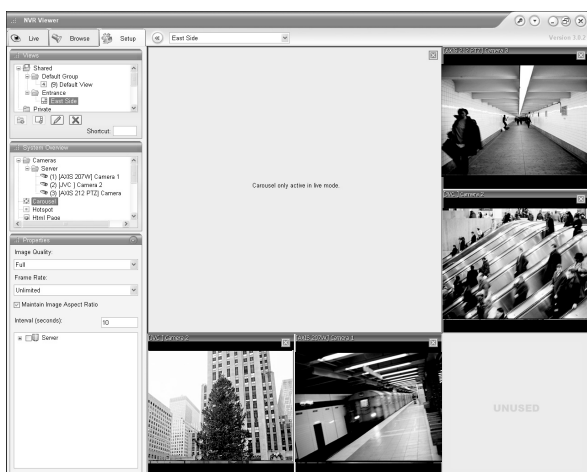 NVR Viewer
Live
Browse
Setup
East Side
Version 3.0.2
Views
Shared
Default Group
(9) Default View
Entrance
East Side
Private
Shortcut:
System Overview
Cameras
Server
(1) [AXIS 207W] Camera 1
(2) [JVC ] Camera 2
(3) [AXIS 212 PTZ] Camera
Carousel
Hotspot
Html Page
Properties
Image Quality:
Full
Frame Rate:
Unlimited
Maintain Image Aspect Ratio
Interval (seconds):
10
Server
Carousel only active in live mode.
[AXIS 212 PTZ] Camera 3
[JVC ] Camera 2
[JVC ] Camera 2
[AXIS 207W] Camera 1
UNUSED